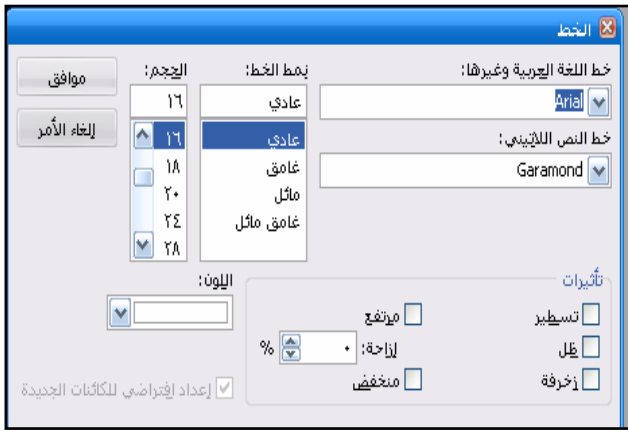 الخط
خط اللغة العربية وغيرها:
Arial
خط النص اللاتيني:
Garamond
نمط الخط:
عادي
عادي
غامق
مائل
غامق مائل
الحجم:
١٦
١٦
١٨
٢٠
٢٤
٢٨
موافق
إلغاء الأمر
تأثيرات
تسطير
ظل
زخرفة
مرتفع
إزاحة: ٠ %
منخفض
اللون:
إعداد افتراضي للكائنات الجديدة